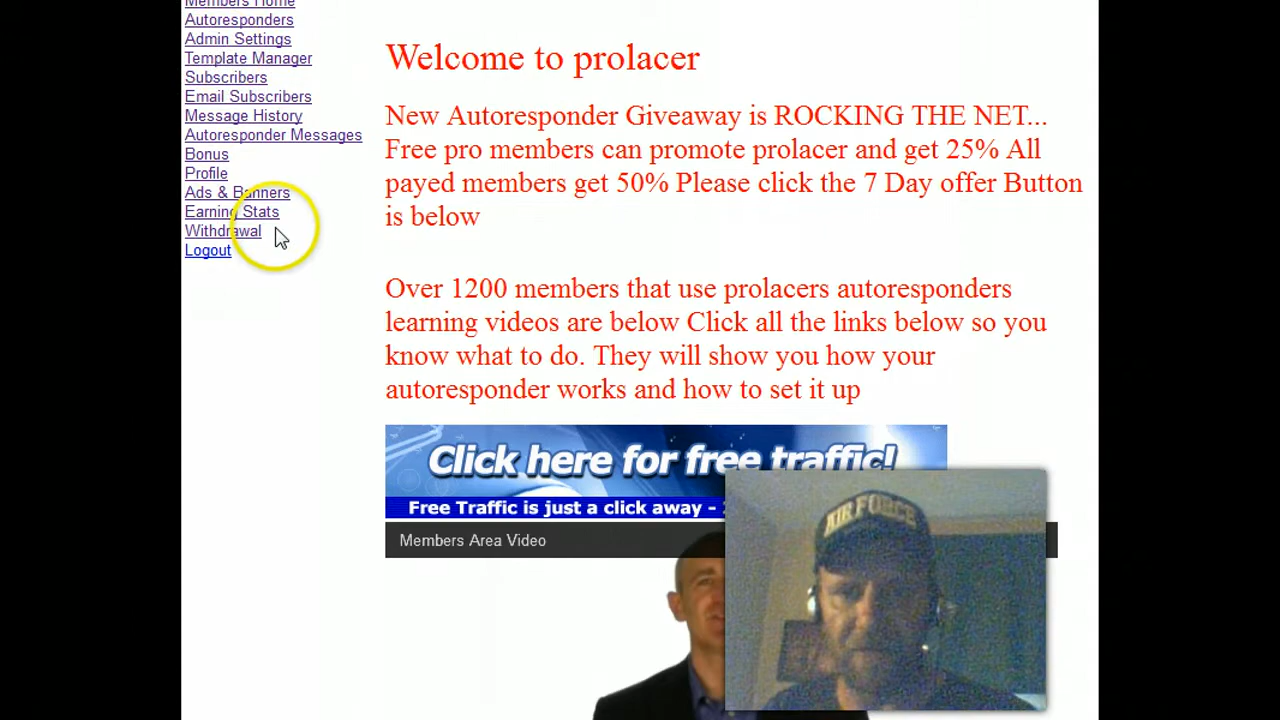 Members Home
Autoresponders
Admin Settings
Template Manager
Subscribers
Email Subscribers
Message History
Autoresponder Messages
Bonus
Profile
Ads & Banners
Earning Stats
Withdrawal
Logout
Welcome to prolacer
New Autoresponder Giveaway is ROCKING THE NET...
Free pro members can promote prolacer and get 25% All
payed members get 50% Please click the 7 Day offer Button
is below
Over 1200 members that use prolacers autoresponders
learning videos are below Click all the links below so you
know what to do. They will show you how your
autoresponder works and how to set it up
Click here for free traffic!
Free Traffic is just a click away -
Members Area Video
AIR FORCE